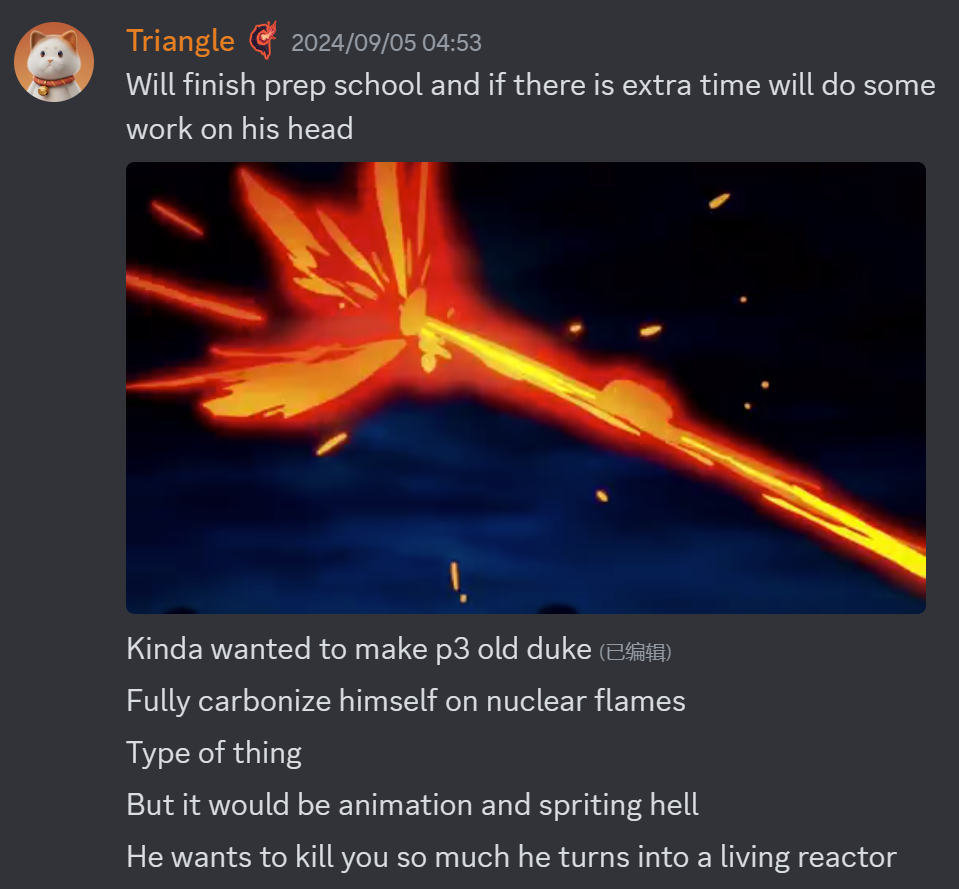 Triangle 2024/09/05 04:53
Will finish prep school and if there is extra time will do some
work on his head
Kinda wanted to make p3 old duke (已编辑)
Fully carbonize himself on nuclear flames
Type of thing
But it would be animation and spriting hell
He wants to kill you so much he turns into a living reactor